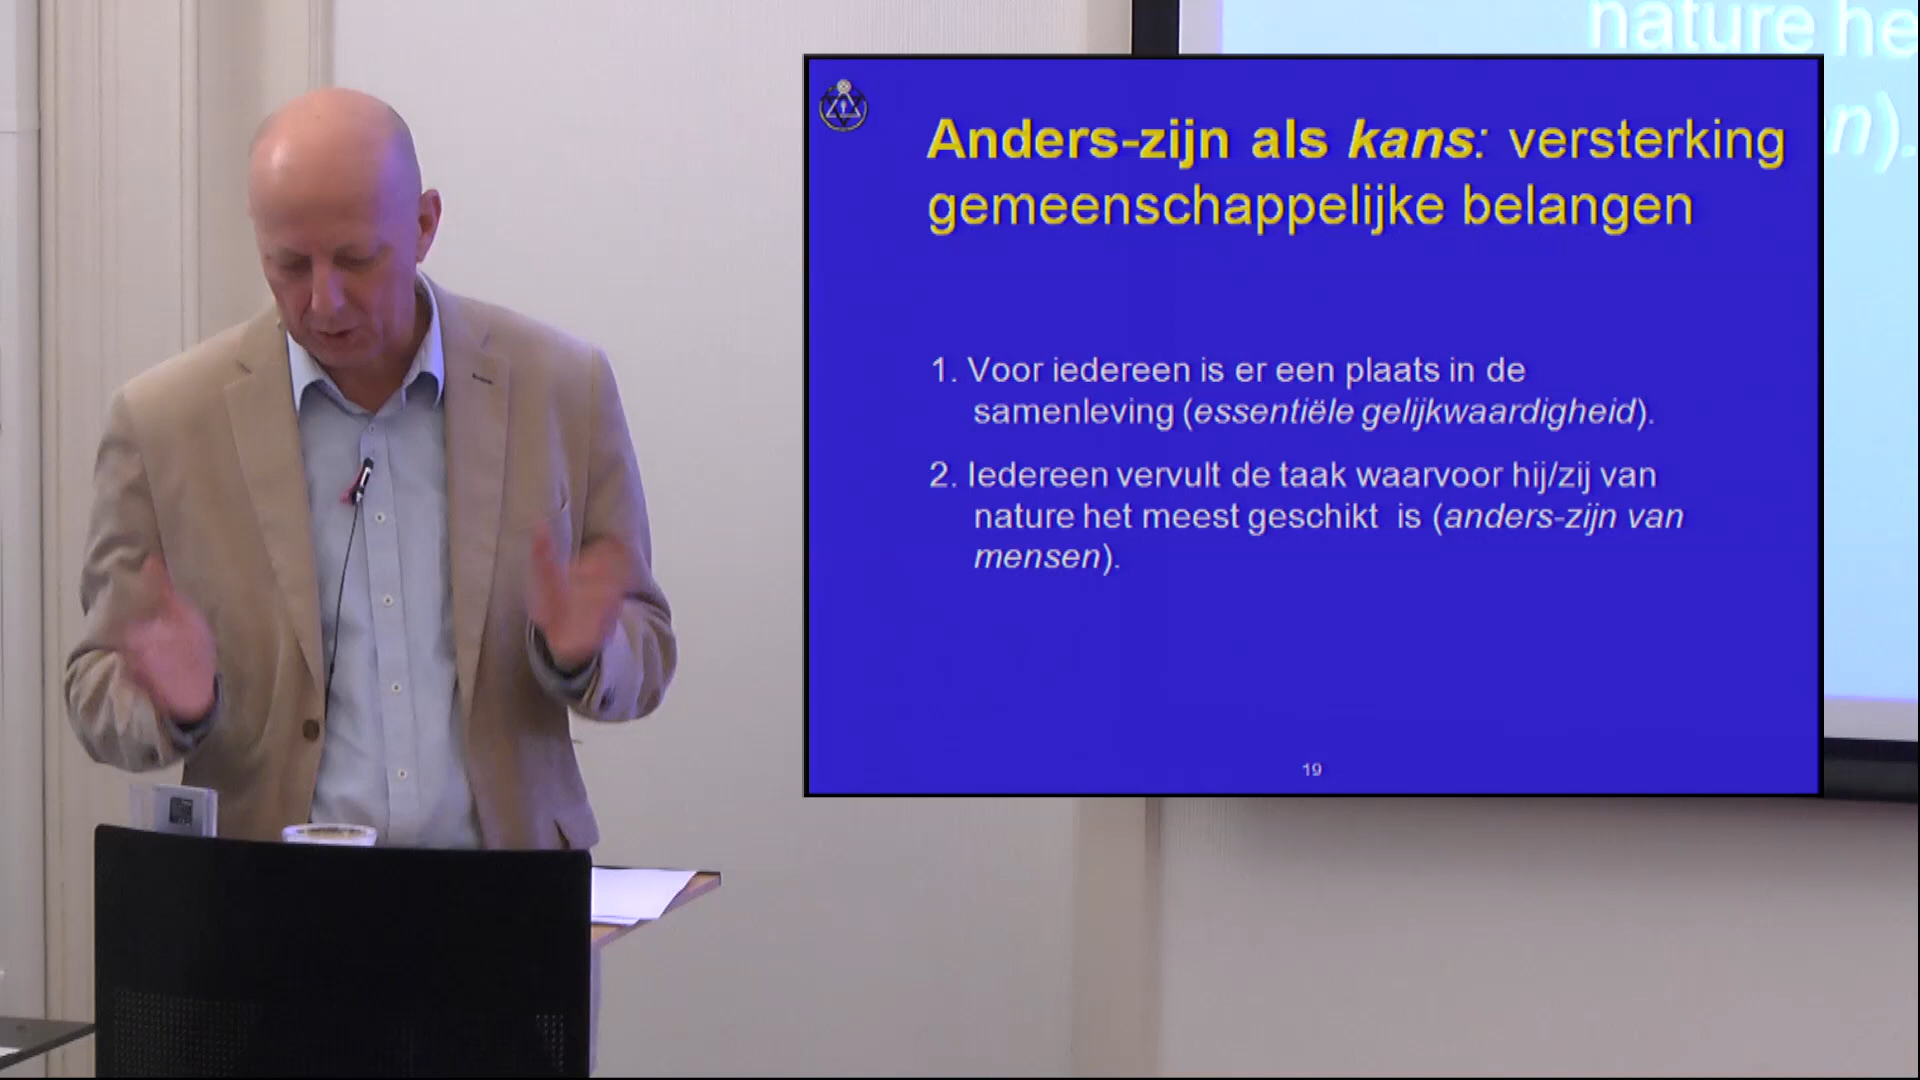 nature he
n).
Anders-zijn als kans: versterking
gemeenschappelijke belangen
1. Voor iedereen is er een plaats in de
samenleving (essentiële gelijkwaardigheid).
2. Iedereen vervult de taak waarvoor hij/zij van
nature het meest geschikt is (anders-zijn van
mensen).
19